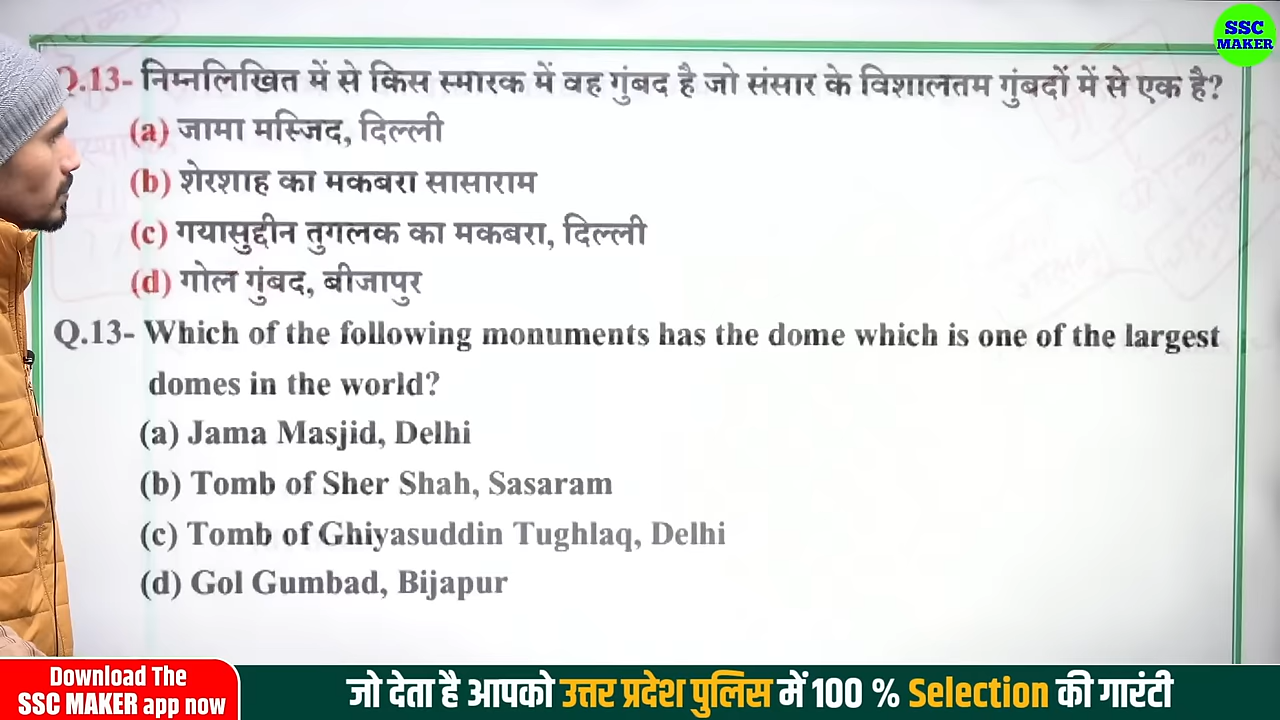 SSC
MAKER
Q.13- निम्नलिखित में से किस स्मारक में वह गुंबद है जो संसार के विशालतम गुंबदों में से एक है?
(a) जामा मस्जिद, दिल्ली
(b) शेरशाह का मकबरा सासाराम
(c) गयासुद्दीन तुगलक का मकबरा, दिल्ली
(d) गोल गुंबद, बीजापुर
Q.13- Which of the following monuments has the dome which is one of the largest
domes in the world?
(a) Jama Masjid, Delhi
(b) Tomb of Sher Shah, Sasaram
(c) Tomb of Ghiyasuddin Tughlaq, Delhi
(d) Gol Gumbad, Bijapur
Download The
SSC MAKER app now
जो देता है आपको उत्तर प्रदेश पुलिस में 100 % Selection की गारंटी